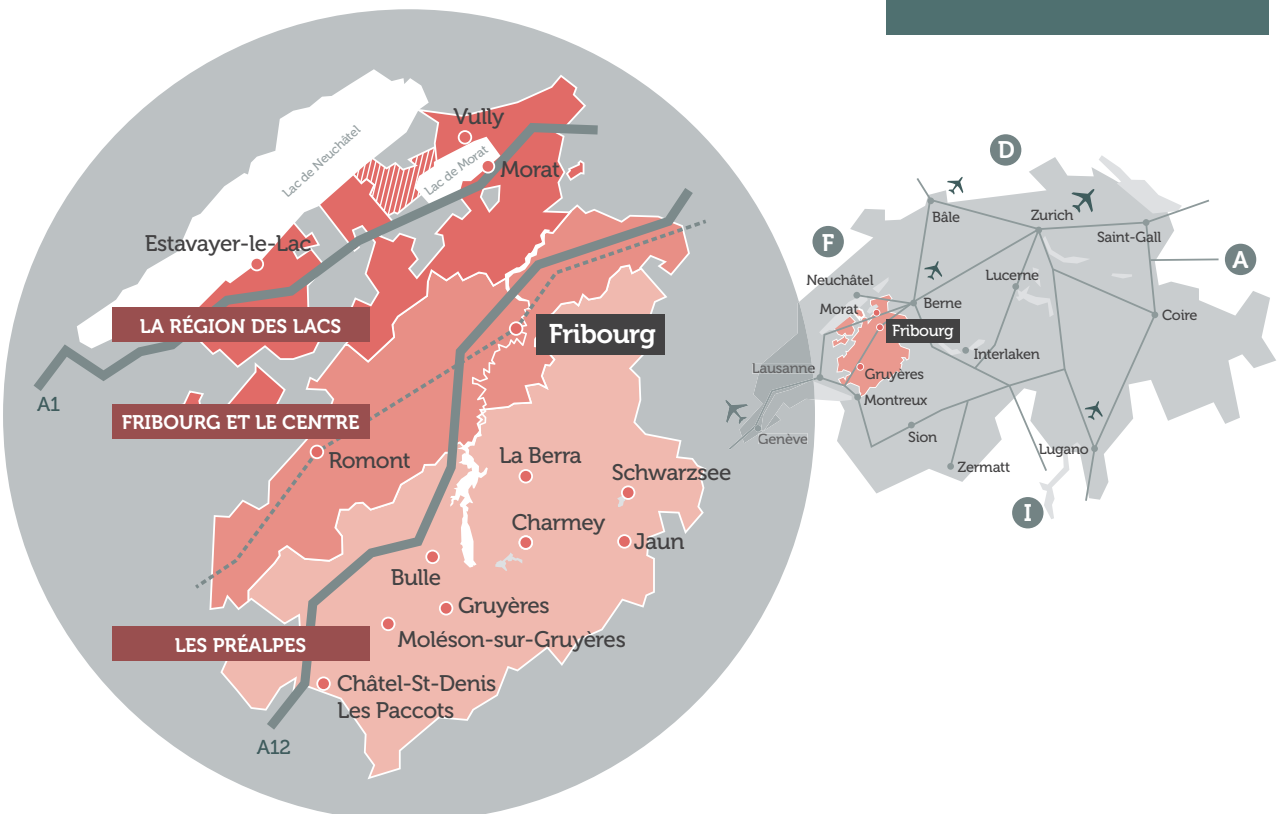 Vully
Lac de Neuchâtel
Lac de Morat
Morat
Estavayer-le-Lac
LA RÉGION DES LACS
Fribourg
A1
FRIBOURG ET LE CENTRE
Romont
La Berra
Schwarzsee
Charmey
Jaun
Bulle
Gruyères
LES PRÉALPES
Moléson-sur-Gruyères
Châtel-St-Denis
Les Paccots
A12
D
Bâle
Zurich
Saint-Gall
F
A
Neuchâtel
Lucerne
Morat
Berne
Coire
Fribourg
Interlaken
Lausanne
Gruyères
Montreux
Genève
Sion
Lugano
Zermatt
I